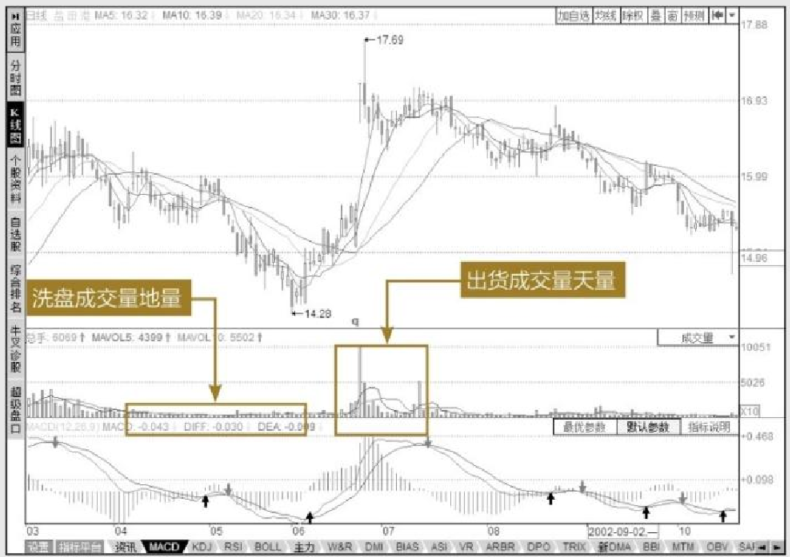 日线
MA5: 16.32 MA10: 16.39 MA20: 16.34 MA30: 16.37
加自选 均线 除权 叠 窗 预测
应用
分时图
K线图
个股资料
自选股
综合排名
牛叉诊股
超级盘口
17.69
14.28
q
17.88
16.93
15.99
14.96
洗盘成交量地量
出货成交量天量
总手: 6069↑ MAVOL5: 4399↑ MAVOL10: 5502↑
成交量
10051
5026
X10
MACD(12,26,9) MACD: -0.043 DIFF: -0.030 DEA: -0.009
最优参数 默认参数 指标说明
+0.468
+0.098
03 04 05 06 07 08 2002-09-02,一 10
设置 指标平台 资讯 MACD KDJ RSI BOLL 主力 W&R DMI BIAS ASI VR ARBR DPO TRIX 新DMA BBI MTM OBV SAR